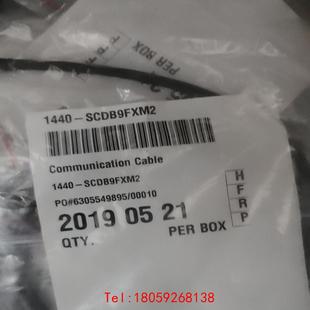 PER BOX
1440-SCDB9FXM2
Communication Cable
1440-SCDB9FXM2
PO#6305549895/00010
2019 05 21
QTY. PER BOX
H
F
R
P
Tel:18059268138